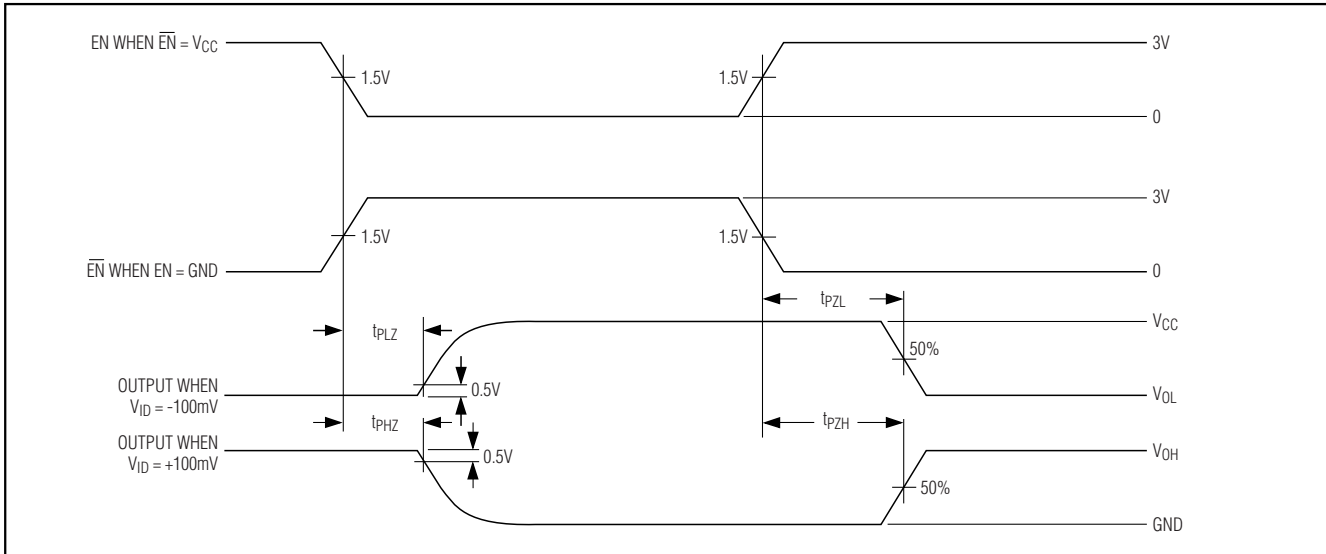 EN WHEN E̅N̅ = VCC
3V
1.5V
1.5V
0
3V
1.5V
1.5V
E̅N̅ WHEN EN = GND
0
tPZL
VCC
tPLZ
50%
OUTPUT WHEN
VID = -100mV
0.5V
VOL
tPHZ
tPZH
OUTPUT WHEN
VID = +100mV
0.5V
VOH
50%
GND